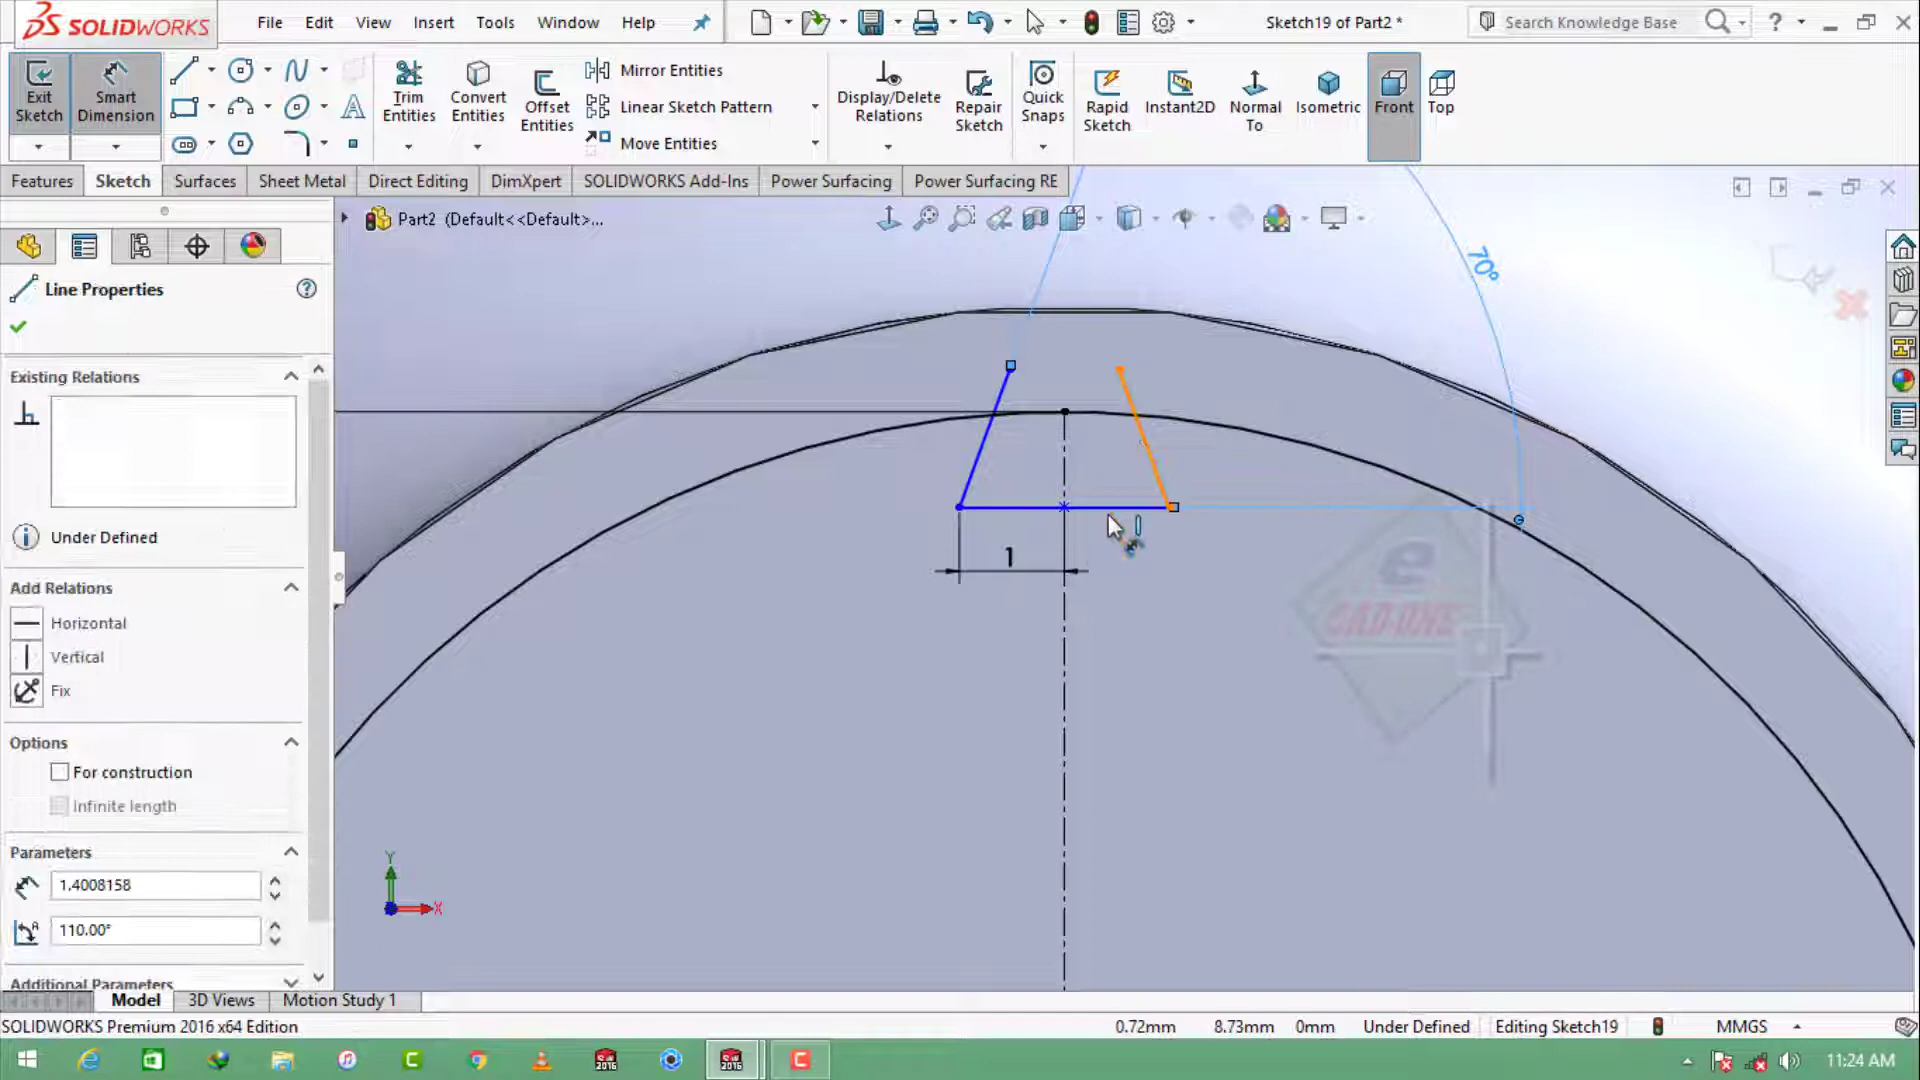 SOLIDWORKS File Edit View Insert Tools Window Help Sketch19 of Part2 * Search Knowledge Base ?
Exit Sketch Smart Dimension Trim Entities Convert Entities Offset Entities Mirror Entities Linear Sketch Pattern Move Entities Display/Delete Relations Repair Sketch Quick Snaps Rapid Sketch Instant2D Normal To Isometric Front Top
Features Sketch Surfaces Sheet Metal Direct Editing DimXpert SOLIDWORKS Add-Ins Power Surfacing Power Surfacing RE
Part2 (Default<<Default>...
Line Properties
70°
Existing Relations
Under Defined
1
Add Relations
Horizontal
e
CAD-ONS
Vertical
Fix
Options
For construction
Infinite length
Parameters
1.4008158
Y
X
110.00°
Additional Parameters
Model 3D Views Motion Study 1
SOLIDWORKS Premium 2016 x64 Edition 0.72mm 8.73mm 0mm Under Defined Editing Sketch19 MMGS
2016 2016 11:24 AM